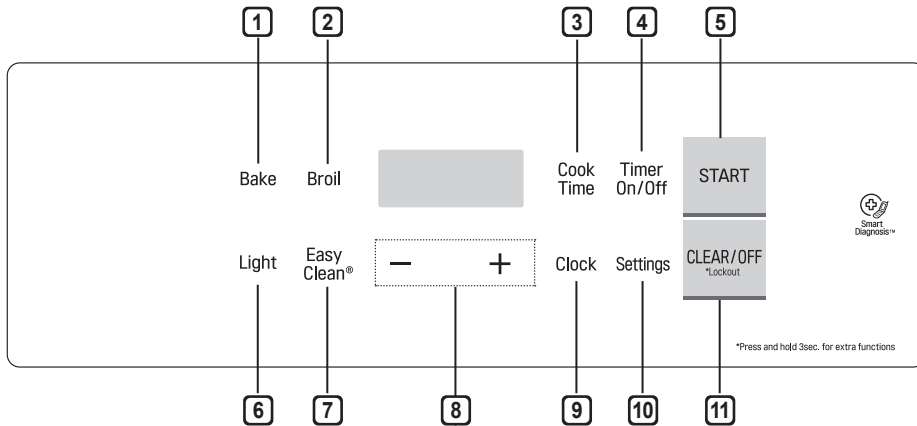 1 2 3 4 5
Bake Broil
Cook
Time
Timer
On/Off
START
Smart
Diagnosis™
Light
Easy
Clean®
— +
Clock Settings
CLEAR/OFF
*Lockout
*Press and hold 3sec. for extra functions
6 7 8 9 10 11